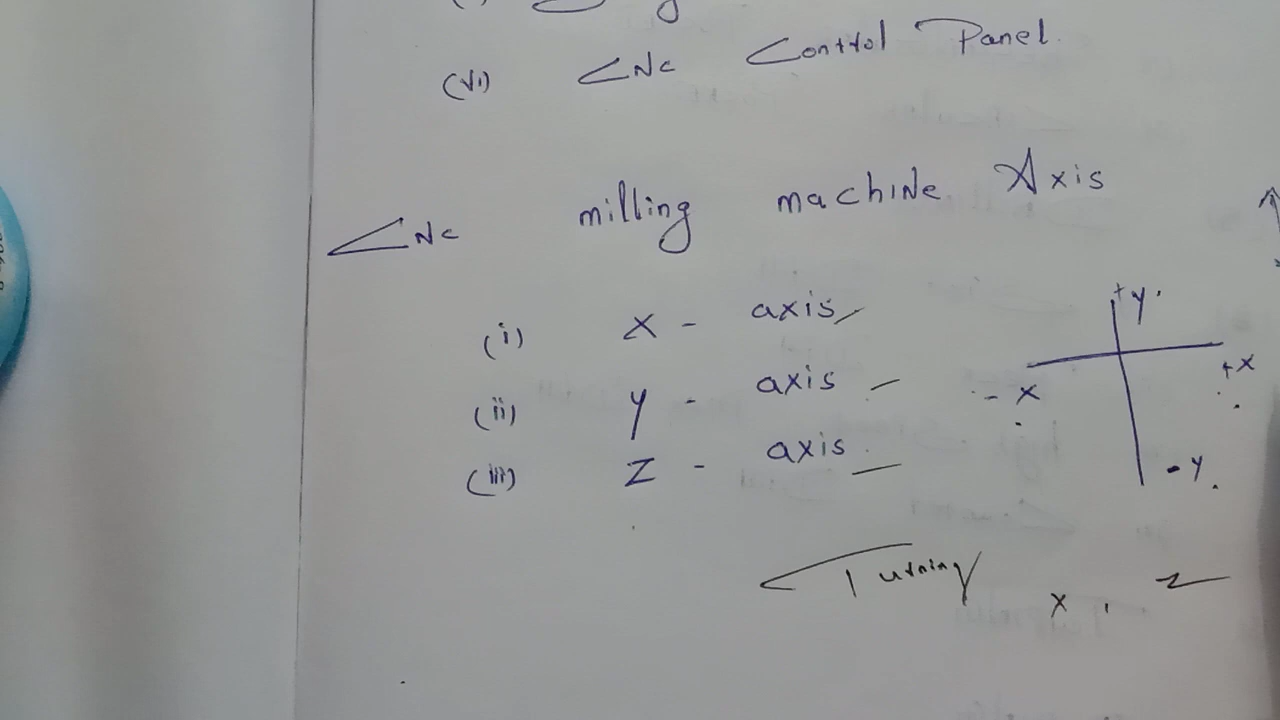 (vi) CNC Control Panel
CNC milling machine Axis
+y
(i) x - axis
+x
(ii) y - axis
- x
(iii) z - axis
- y
Turning x, z